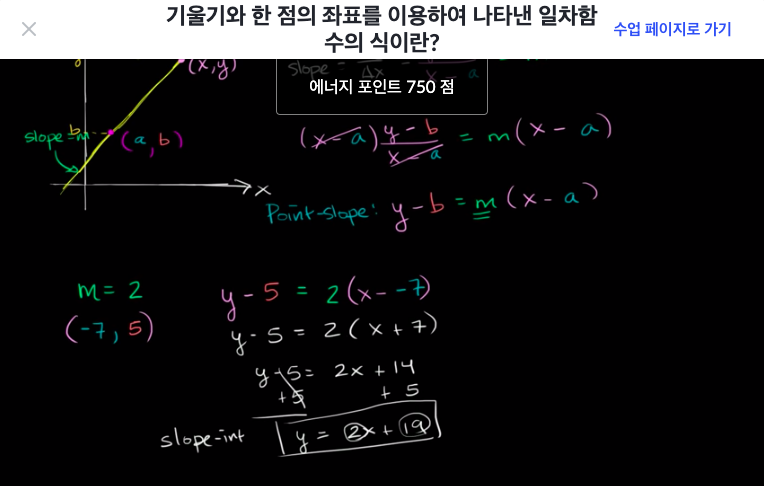 기울기와 한 점의 좌표를 이용하여 나타낸 일차함
수의 식이란?
수업 페이지로 가기
에너지 포인트 750 점
slope = Δx = x - a
(x,y)
b
slope=m
(a, b)
x
(x-a) y-b / x-a = m(x-a)
Point-slope: y-b = m(x-a)
m = 2
(-7, 5)
y-5 = 2(x--7)
y-5 = 2(x+7)
y-5 = 2x+14
+5 +5
slope-int y = 2x+19